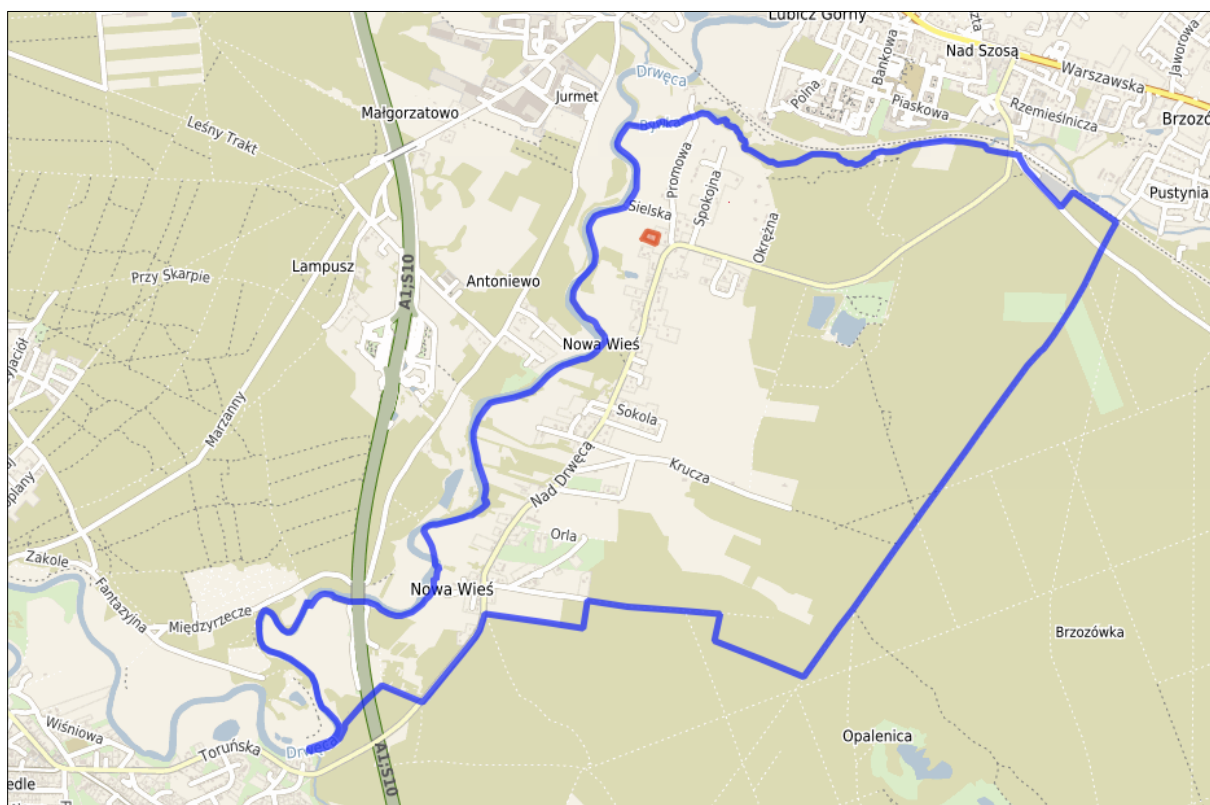 Lubicz Górny
Nad Szosą
Bankowa
Jaworowa
Warszawska
Drwęca
Polna
Jurmet
Małgorzatowo
Piaskowa
Rzemieślnicza
Leśny Trakt
Promowa
Spokojna
Pustynia
Sielska
Okrężna
Lampusz
A1;S10
Przy Skarpie
Antoniewo
Nowa Wieś
Marzanny
Sokola
Krucza
Nad Drwęcą
Orla
Zakole
Fantazyjna
Nowa Wieś
Międzyrzecze
Brzozówka
Wiśniowa
Toruńska
Drwęca
A1;S10
Opalenica